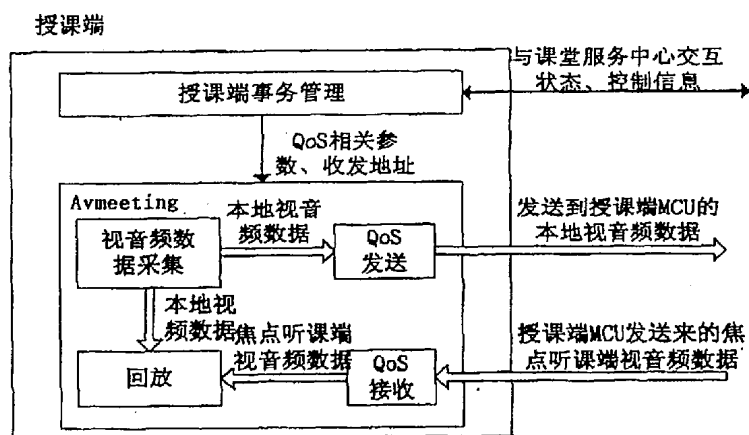 授课端
与课堂服务中心交互
状态、控制信息
授课端事务管理
QoS相关参
数、收发地址
Avmeeting
视音频数
据采集
本地视音
频数据
QoS
发送
发送到授课端MCU的
本地视音频数据
本地视
频数据
焦点听课端
视音频数据
回放
QoS
接收
授课端MCU发送来的焦
点听课端视音频数据